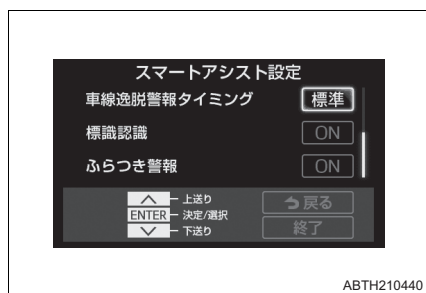 スマートアシスト設定
車線逸脱警報タイミング 標準
標識認識 ON
ふらつき警報 ON
上送り
ENTER 決定/選択
下送り
戻る
終了
ABTH210440